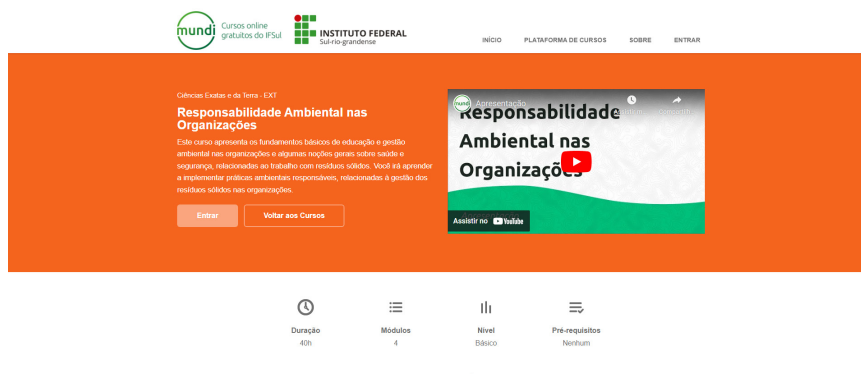 mundi
Cursos online
gratuitos do IFSul
INSTITUTO FEDERAL
Sul-rio-grandense
INÍCIO
PLATAFORMA DE CURSOS
SOBRE
ENTRAR
Ciências Exatas e da Terra - EXT
Responsabilidade Ambiental nas
Organizações
Este curso apresenta os fundamentos básicos de educação e gestão
ambiental nas organizações e algumas noções gerais sobre saúde e
segurança, relacionadas ao trabalho com resíduos sólidos. Você irá aprender
a implementar práticas ambientais responsáveis, relacionadas à gestão dos
resíduos sólidos nas organizações.
Entrar
Voltar aos Cursos
mundi
Apresentação
Responsabilidade
Ambiental nas
Organizações
Assistir no YouTube
Duração
40h
Módulos
4
Nível
Básico
Pré-requisitos
Nenhum